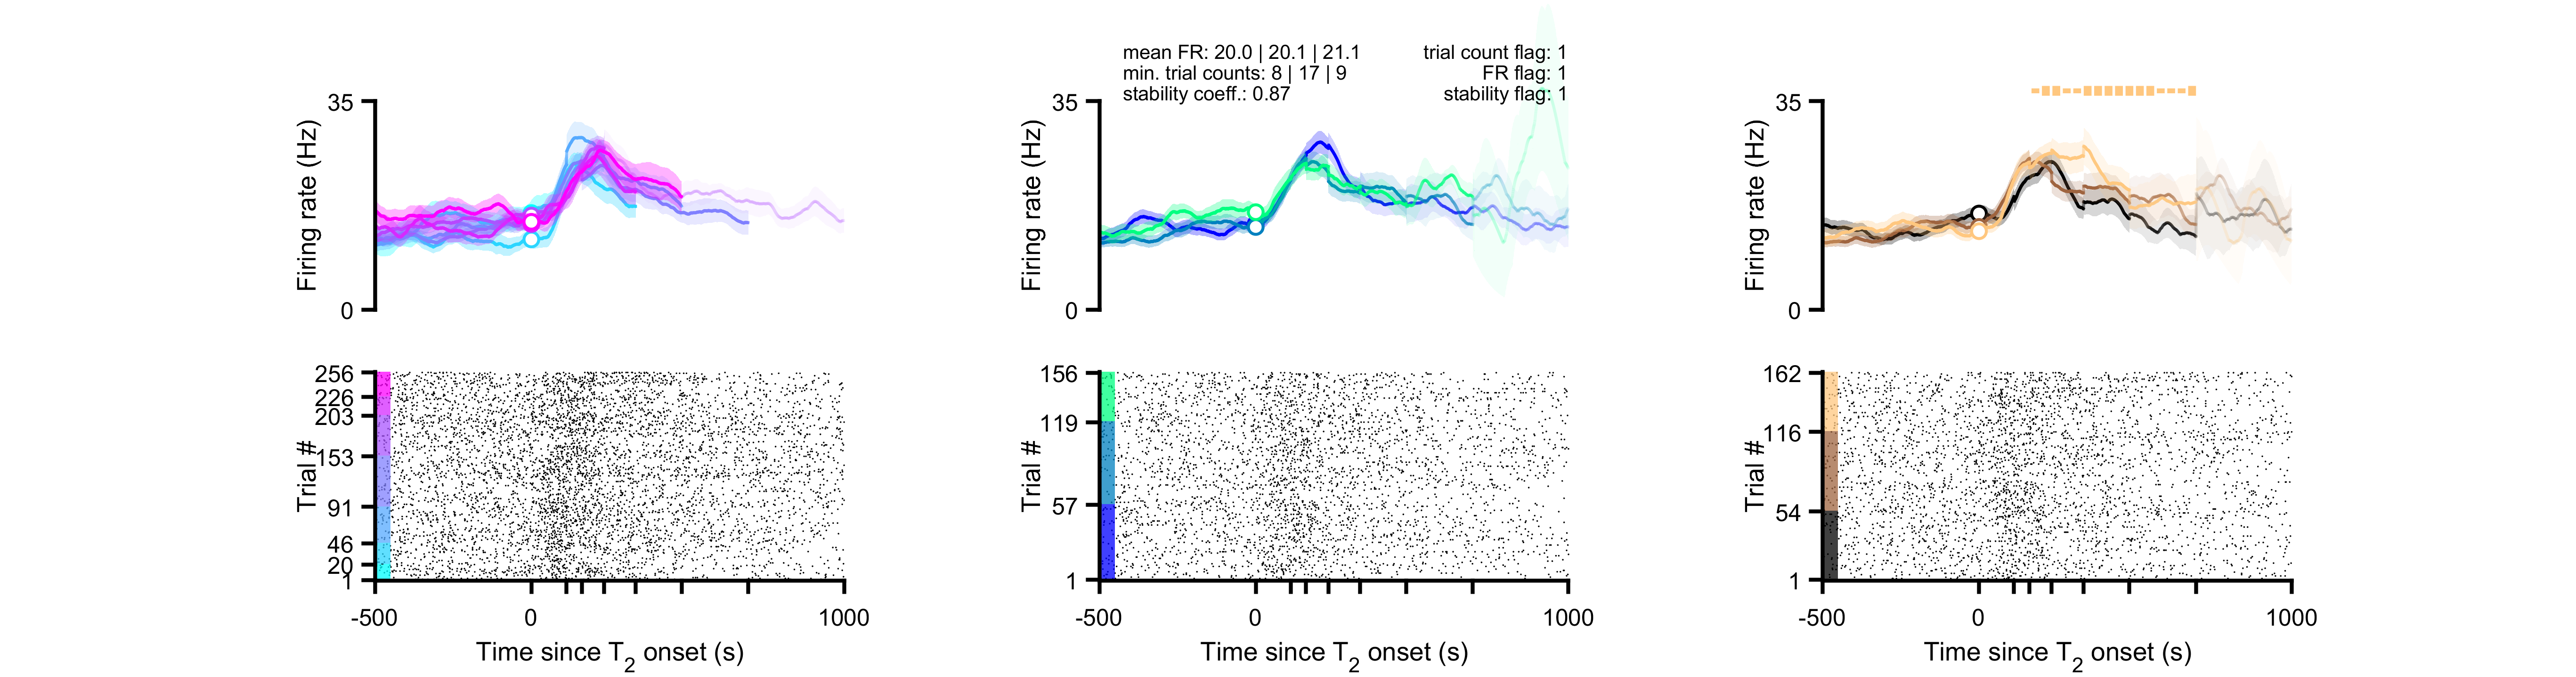 mean FR: 20.0 | 20.1 | 21.1
min. trial counts: 8 | 17 | 9
stability coeff.: 0.87
trial count flag: 1
FR flag: 1
stability flag: 1
35
Firing rate (Hz)
0
35
Firing rate (Hz)
0
35
Firing rate (Hz)
0
256
226
203
153
91
46
20
1
Trial #
-500
0
1000
Time since T2 onset (s)
156
119
57
1
Trial #
-500
0
1000
Time since T2 onset (s)
162
116
54
1
Trial #
-500
0
1000
Time since T2 onset (s)